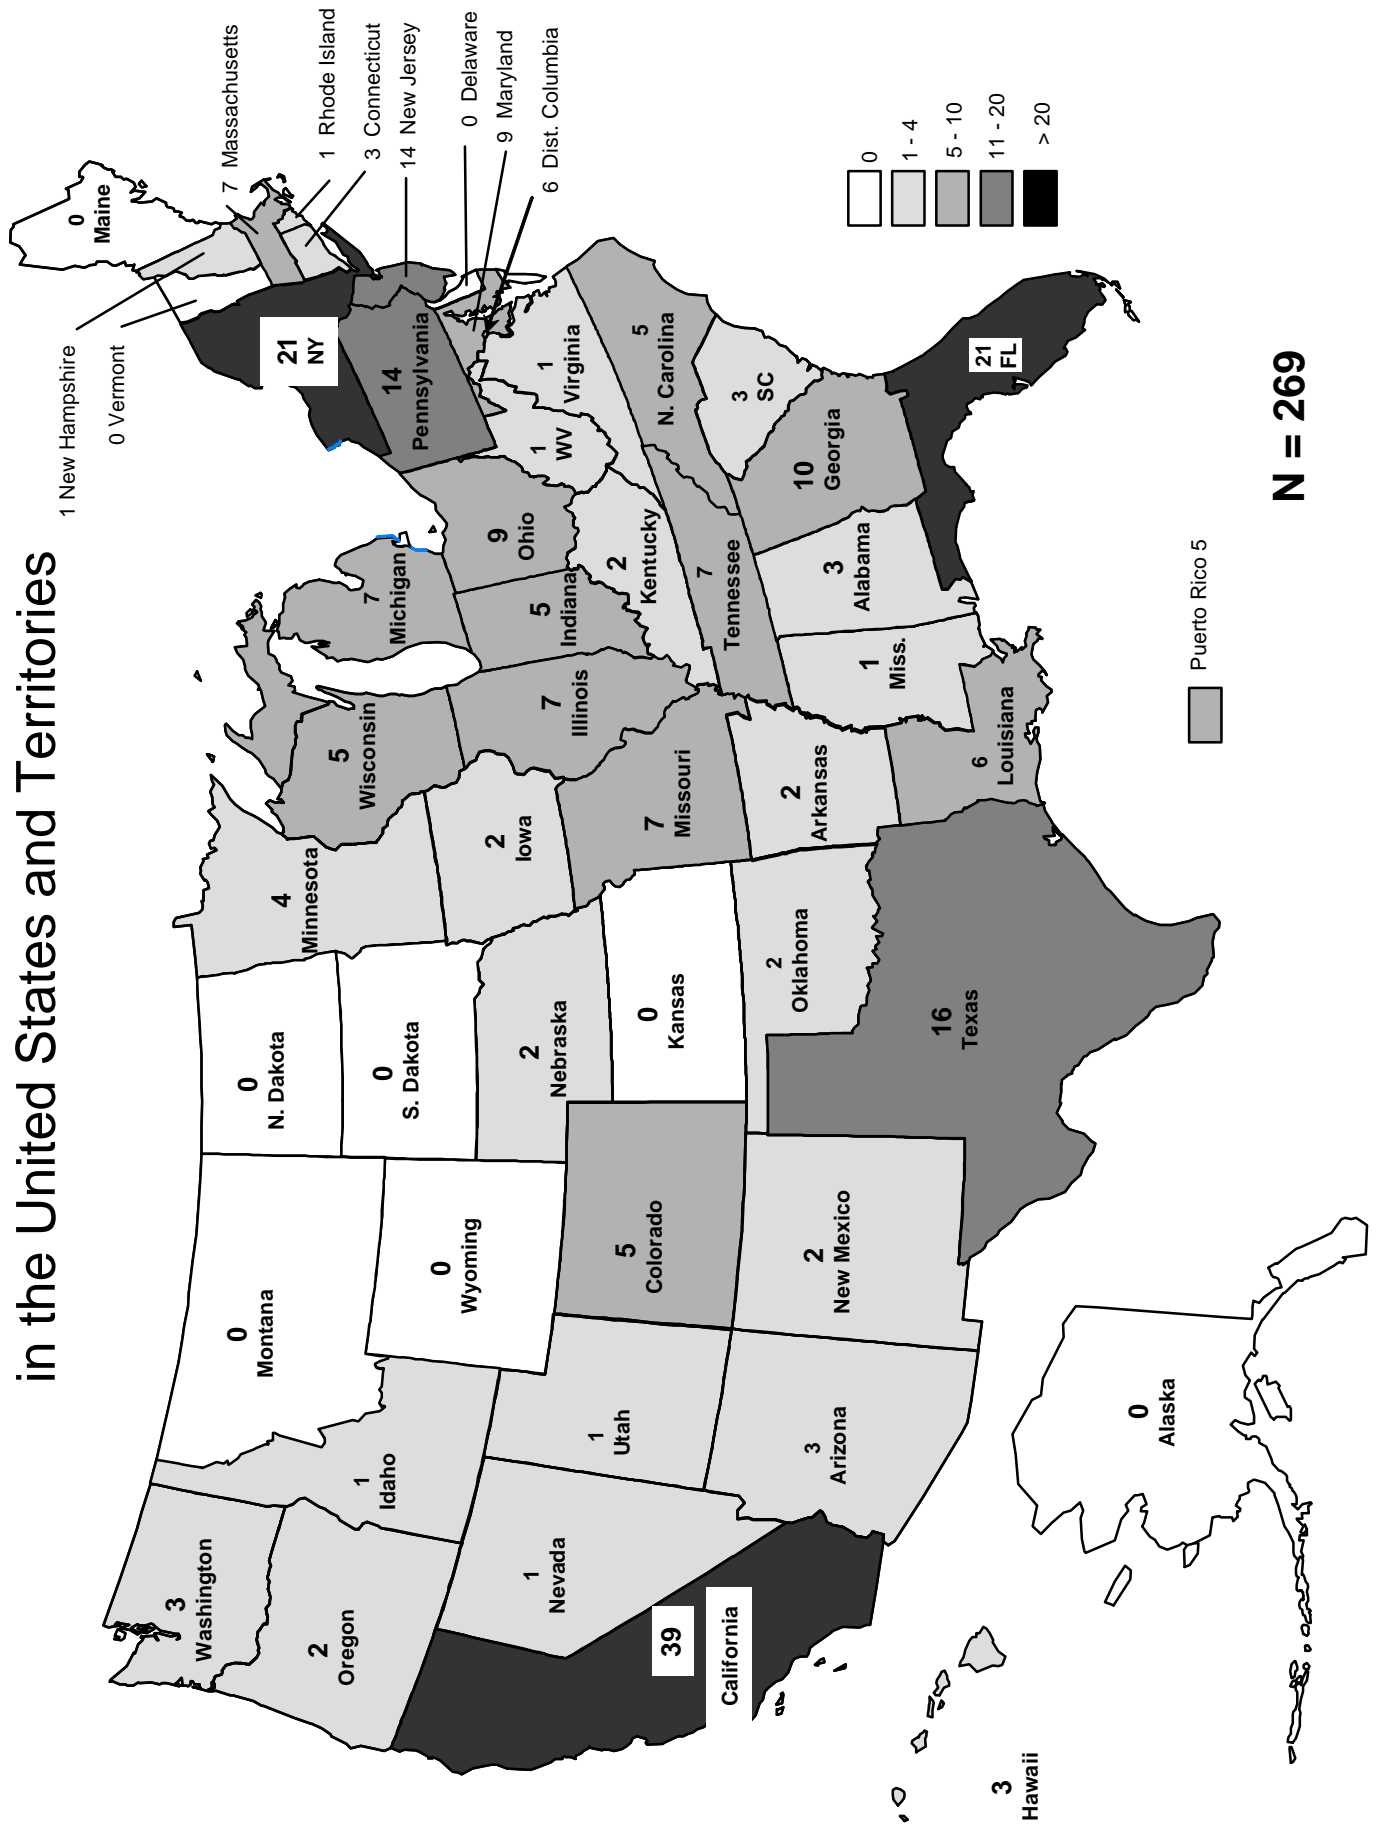 in the United States and Territories
1 New Hampshire
0 Vermont
0
Maine
7 Massachusetts
1 Rhode Island
3 Connecticut
14 New Jersey
0 Delaware
9 Maryland
6 Dist. Columbia
3
Washington
2
Oregon
39
California
1
Nevada
1
Idaho
0
Montana
0
Wyoming
1
Utah
3
Arizona
5
Colorado
2
New Mexico
0
N. Dakota
0
S. Dakota
2
Nebraska
0
Kansas
2
Oklahoma
16
Texas
4
Minnesota
2
Iowa
7
Missouri
2
Arkansas
6
Louisiana
5
Wisconsin
7
Illinois
7
Michigan
5
Indiana
9
Ohio
2
Kentucky
7
Tennessee
1
Miss.
3
Alabama
10
Georgia
21
FL
3
SC
5
N. Carolina
1
Virginia
1
WV
14
Pennsylvania
21
NY
0
1 - 4
5 - 10
11 - 20
> 20
3
Hawaii
0
Alaska
Puerto Rico 5
N = 269